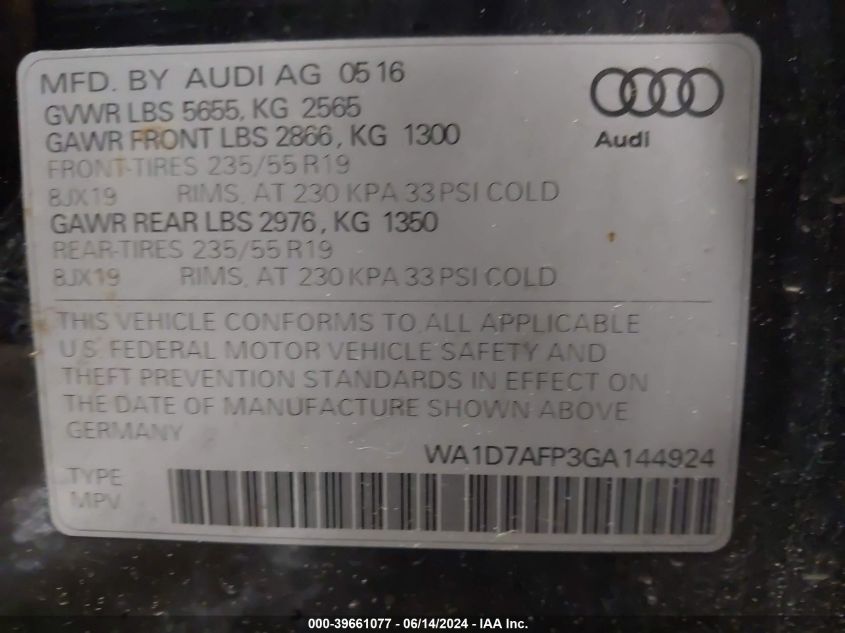 MFD. BY AUDI AG 05 16
GVWR LBS 5655, KG 2565
GAWR FRONT LBS 2866, KG 1300
FRONT-TIRES 235/55 R19
8JX19 RIMS, AT 230 KPA 33 PSI COLD
GAWR REAR LBS 2976, KG 1350
REAR-TIRES 235/55 R19
8JX19 RIMS, AT 230 KPA 33 PSI COLD
Audi
THIS VEHICLE CONFORMS TO ALL APPLICABLE
U.S. FEDERAL MOTOR VEHICLE SAFETY AND
THEFT PREVENTION STANDARDS IN EFFECT ON
THE DATE OF MANUFACTURE SHOWN ABOVE
GERMANY
WA1D7AFP3GA144924
TYPE
MPV
000-39661077 - 06/14/2024 - IAA Inc.